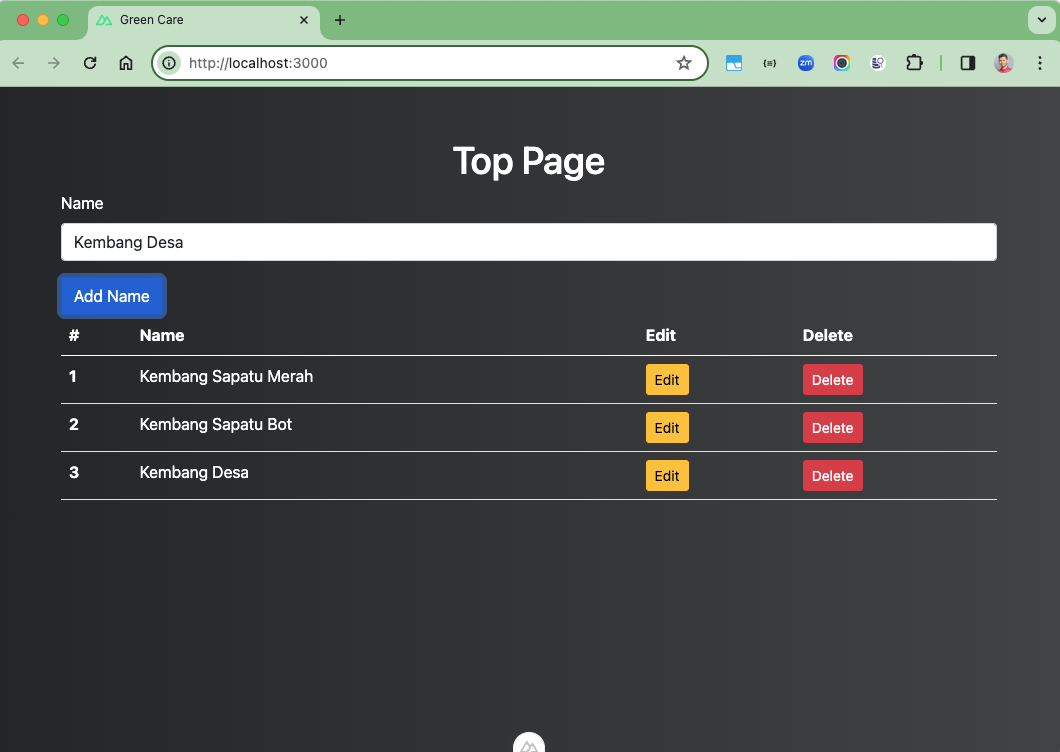 Green Care
http://localhost:3000
zm
Top Page
Name
Kembang Desa
Add Name
# Name Edit Delete
1 Kembang Sapatu Merah Edit Delete
2 Kembang Sapatu Bot Edit Delete
3 Kembang Desa Edit Delete